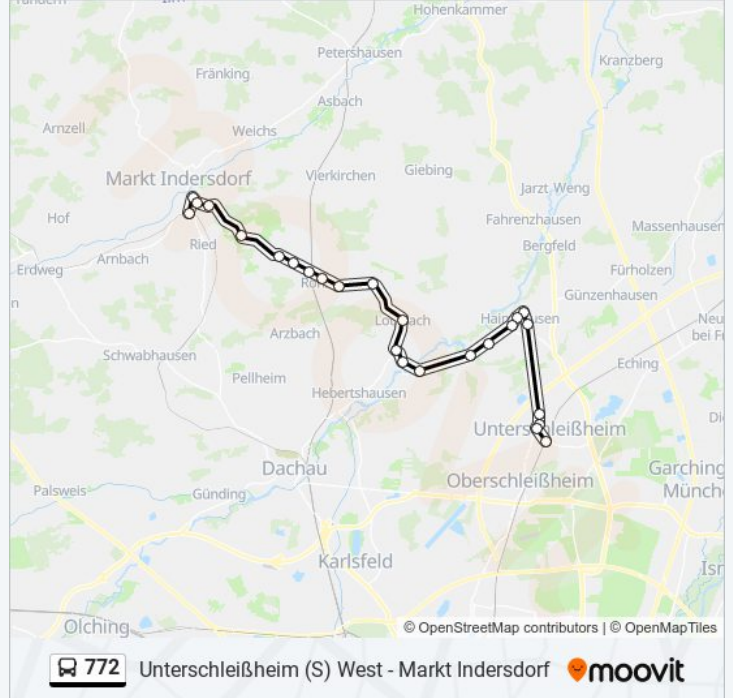 Hohenkammer
Petershausen
Kranzberg
Fränking
Asbach
Arnzell
Weichs
Markt Indersdorf
Vierkirchen
Giebing
Jarzt
Weng
Hof
Fahrenzhausen
Massenhausen
Ried
Bergfeld
Arnbach
Erdweg
Fürholzen
Günzenhausen
Arzbach
Schwabhausen
Eching
Pellheim
Hebertshausen
Unterschleißheim
Dachau
Oberschleißheim
Garching
Palsweis
Günding
Karlsfeld
Olching
© OpenStreetMap contributors | © OpenMapTiles
772 Unterschleißheim (S) West - Markt Indersdorf moovit